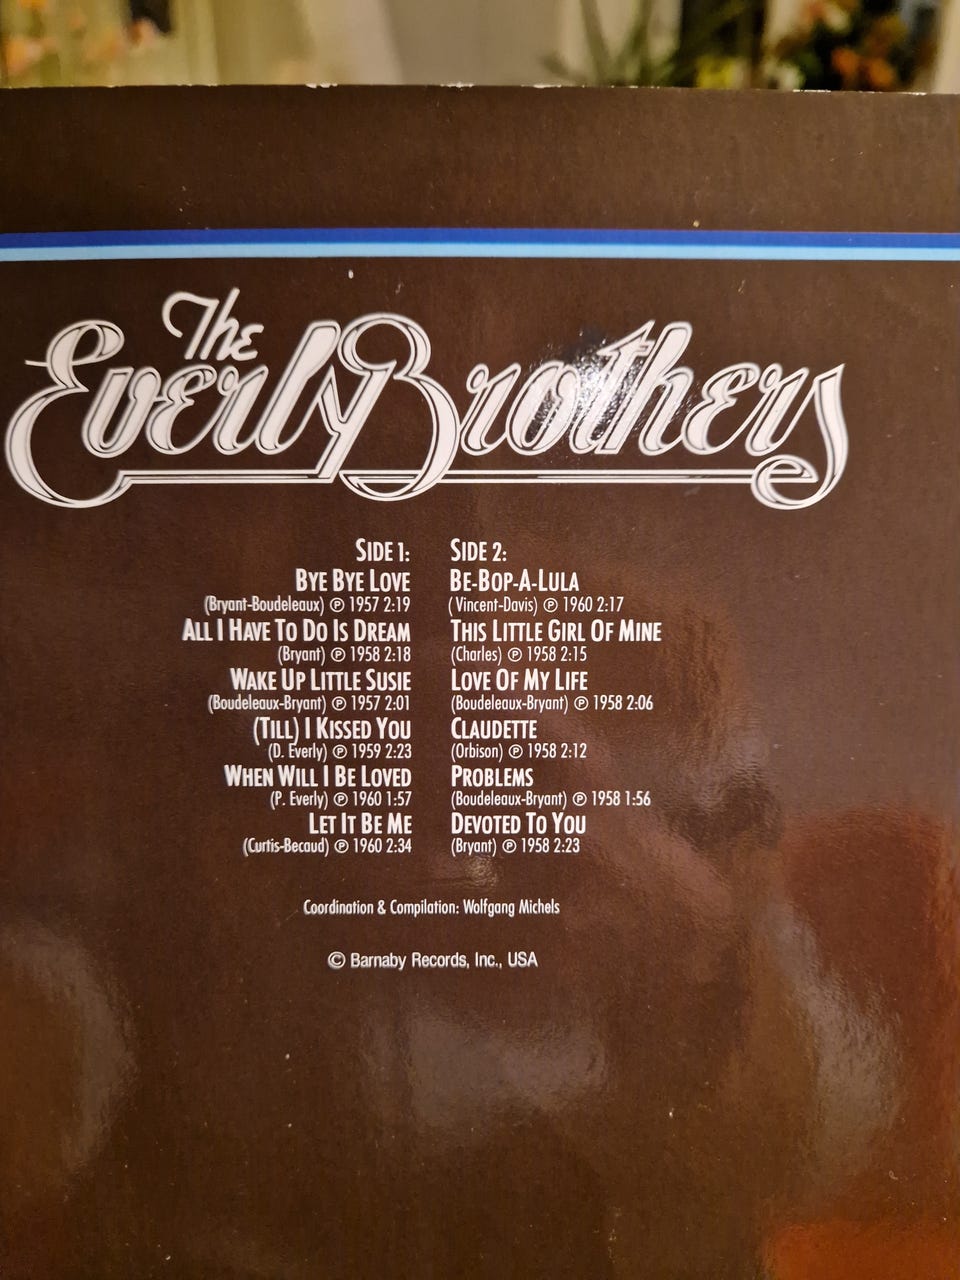 The
Everly Brothers
SIDE 1:
BYE BYE LOVE
(Bryant-Boudeleaux) ℗ 1957 2:19
ALL I HAVE TO DO IS DREAM
(Bryant) ℗ 1958 2:18
WAKE UP LITTLE SUSIE
(Boudeleaux-Bryant) ℗ 1957 2:01
(TILL) I KISSED YOU
(D. Everly) ℗ 1959 2:23
WHEN WILL I BE LOVED
(P. Everly) ℗ 1960 1:57
LET IT BE ME
(Curtis-Becaud) ℗ 1960 2:34
SIDE 2:
BE-BOP-A-LULA
(Vincent-Davis) ℗ 1960 2:17
THIS LITTLE GIRL OF MINE
(Charles) ℗ 1958 2:15
LOVE OF MY LIFE
(Boudeleaux-Bryant) ℗ 1958 2:06
CLAUDETTE
(Orbison) ℗ 1958 2:12
PROBLEMS
(Boudeleaux-Bryant) ℗ 1958 1:56
DEVOTED TO YOU
(Bryant) ℗ 1958 2:23
Coordination & Compilation: Wolfgang Michels
© Barnaby Records, Inc., USA